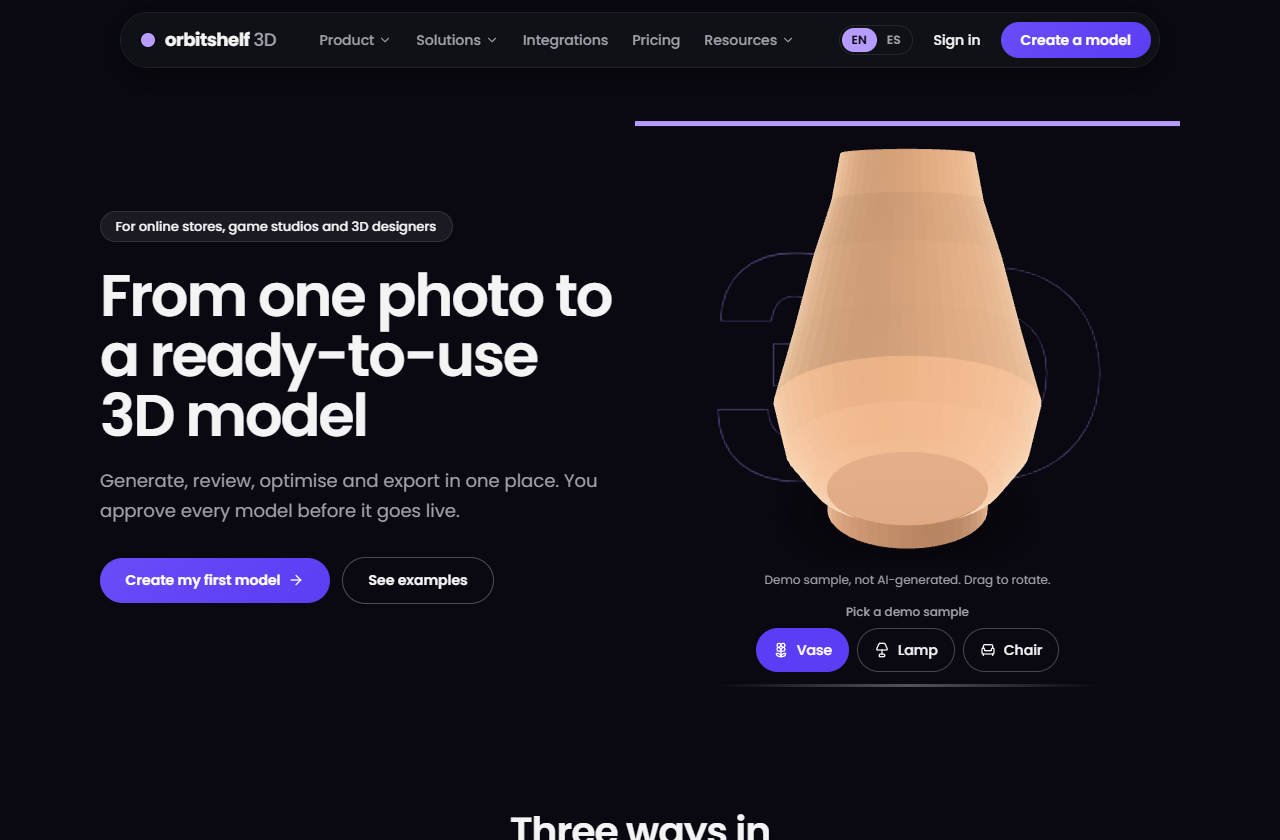 orbitshelf 3D
Product
Solutions
Integrations
Pricing
Resources
EN
ES
Sign in
Create a model
For online stores, game studios and 3D designers
From one photo to
a ready-to-use
3D model
Generate, review, optimise and export in one place. You
approve every model before it goes live.
Create my first model
See examples
3D
Demo sample, not AI-generated. Drag to rotate.
Pick a demo sample
Vase
Lamp
Chair
Three ways in